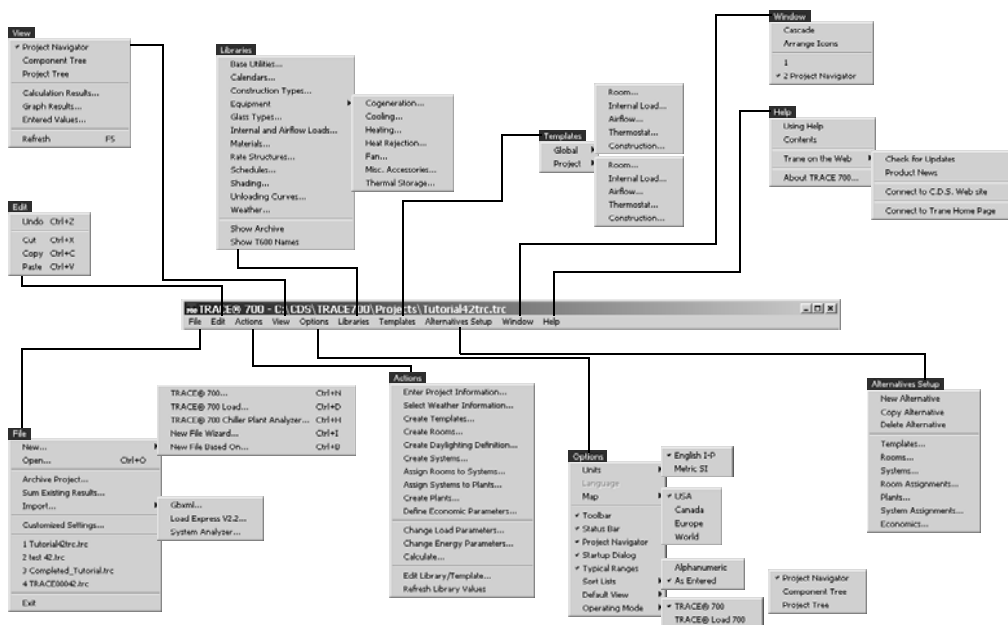 View
Project Navigator
Component Tree
Project Tree
Calculation Results...
Graph Results...
Entered Values...
Refresh F5
Edit
Undo Ctrl+Z
Cut Ctrl+X
Copy Ctrl+C
Paste Ctrl+V
Libraries
Base Utilities...
Calendars...
Construction Types...
Equipment
Glass Types...
Internal and Airflow Loads...
Materials...
Rate Structures...
Schedules...
Shading...
Unloading Curves...
Weather...
Show Archive
Show T600 Names
Cogeneration...
Cooling...
Heating...
Heat Rejection...
Fan...
Misc. Accessories...
Thermal Storage...
Templates
Global
Project
Room...
Internal Load...
Airflow...
Thermostat...
Construction...
Room...
Internal Load...
Airflow...
Thermostat...
Construction...
Window
Cascade
Arrange Icons
1
2 Project Navigator
Help
Using Help
Contents
Trane on the Web
About TRACE 700...
Check for Updates
Product News
Connect to C.D.S. Web site
Connect to Trane Home Page
TRACE® 700 - C:\CDS\TRACE700\Projects\Tutorial42trc.trc
File Edit Actions View Options Libraries Templates Alternatives Setup Window Help
File
New...
Open... Ctrl+O
Archive Project...
Sum Existing Results...
Import...
Customized Settings...
1 Tutorial42trc.trc
2 test 42.trc
3 Completed_Tutorial.trc
4 TRACE00042.trc
Exit
TRACE® 700... Ctrl+N
TRACE® 700 Load... Ctrl+D
TRACE® 700 Chiller Plant Analyzer... Ctrl+H
New File Wizard... Ctrl+I
New File Based On... Ctrl+B
Gbxml...
Load Express V2.2...
System Analyzer...
Actions
Enter Project Information...
Select Weather Information...
Create Templates...
Create Rooms...
Create Daylighting Definition...
Create Systems...
Assign Rooms to Systems...
Assign Systems to Plants...
Create Plants...
Define Economic Parameters...
Change Load Parameters...
Change Energy Parameters...
Calculate...
Edit Library/Template...
Refresh Library Values
Options
Units
Language
Map
Toolbar
Status Bar
Project Navigator
Startup Dialog
Typical Ranges
Sort Lists
Default View
Operating Mode
English I-P
Metric SI
USA
Canada
Europe
World
Alphanumeric
As Entered
TRACE® 700
TRACE® Load 700
Project Navigator
Component Tree
Project Tree
Alternatives Setup
New Alternative
Copy Alternative
Delete Alternative
Templates...
Rooms...
Systems...
Room Assignments...
Plants...
System Assignments...
Economics...